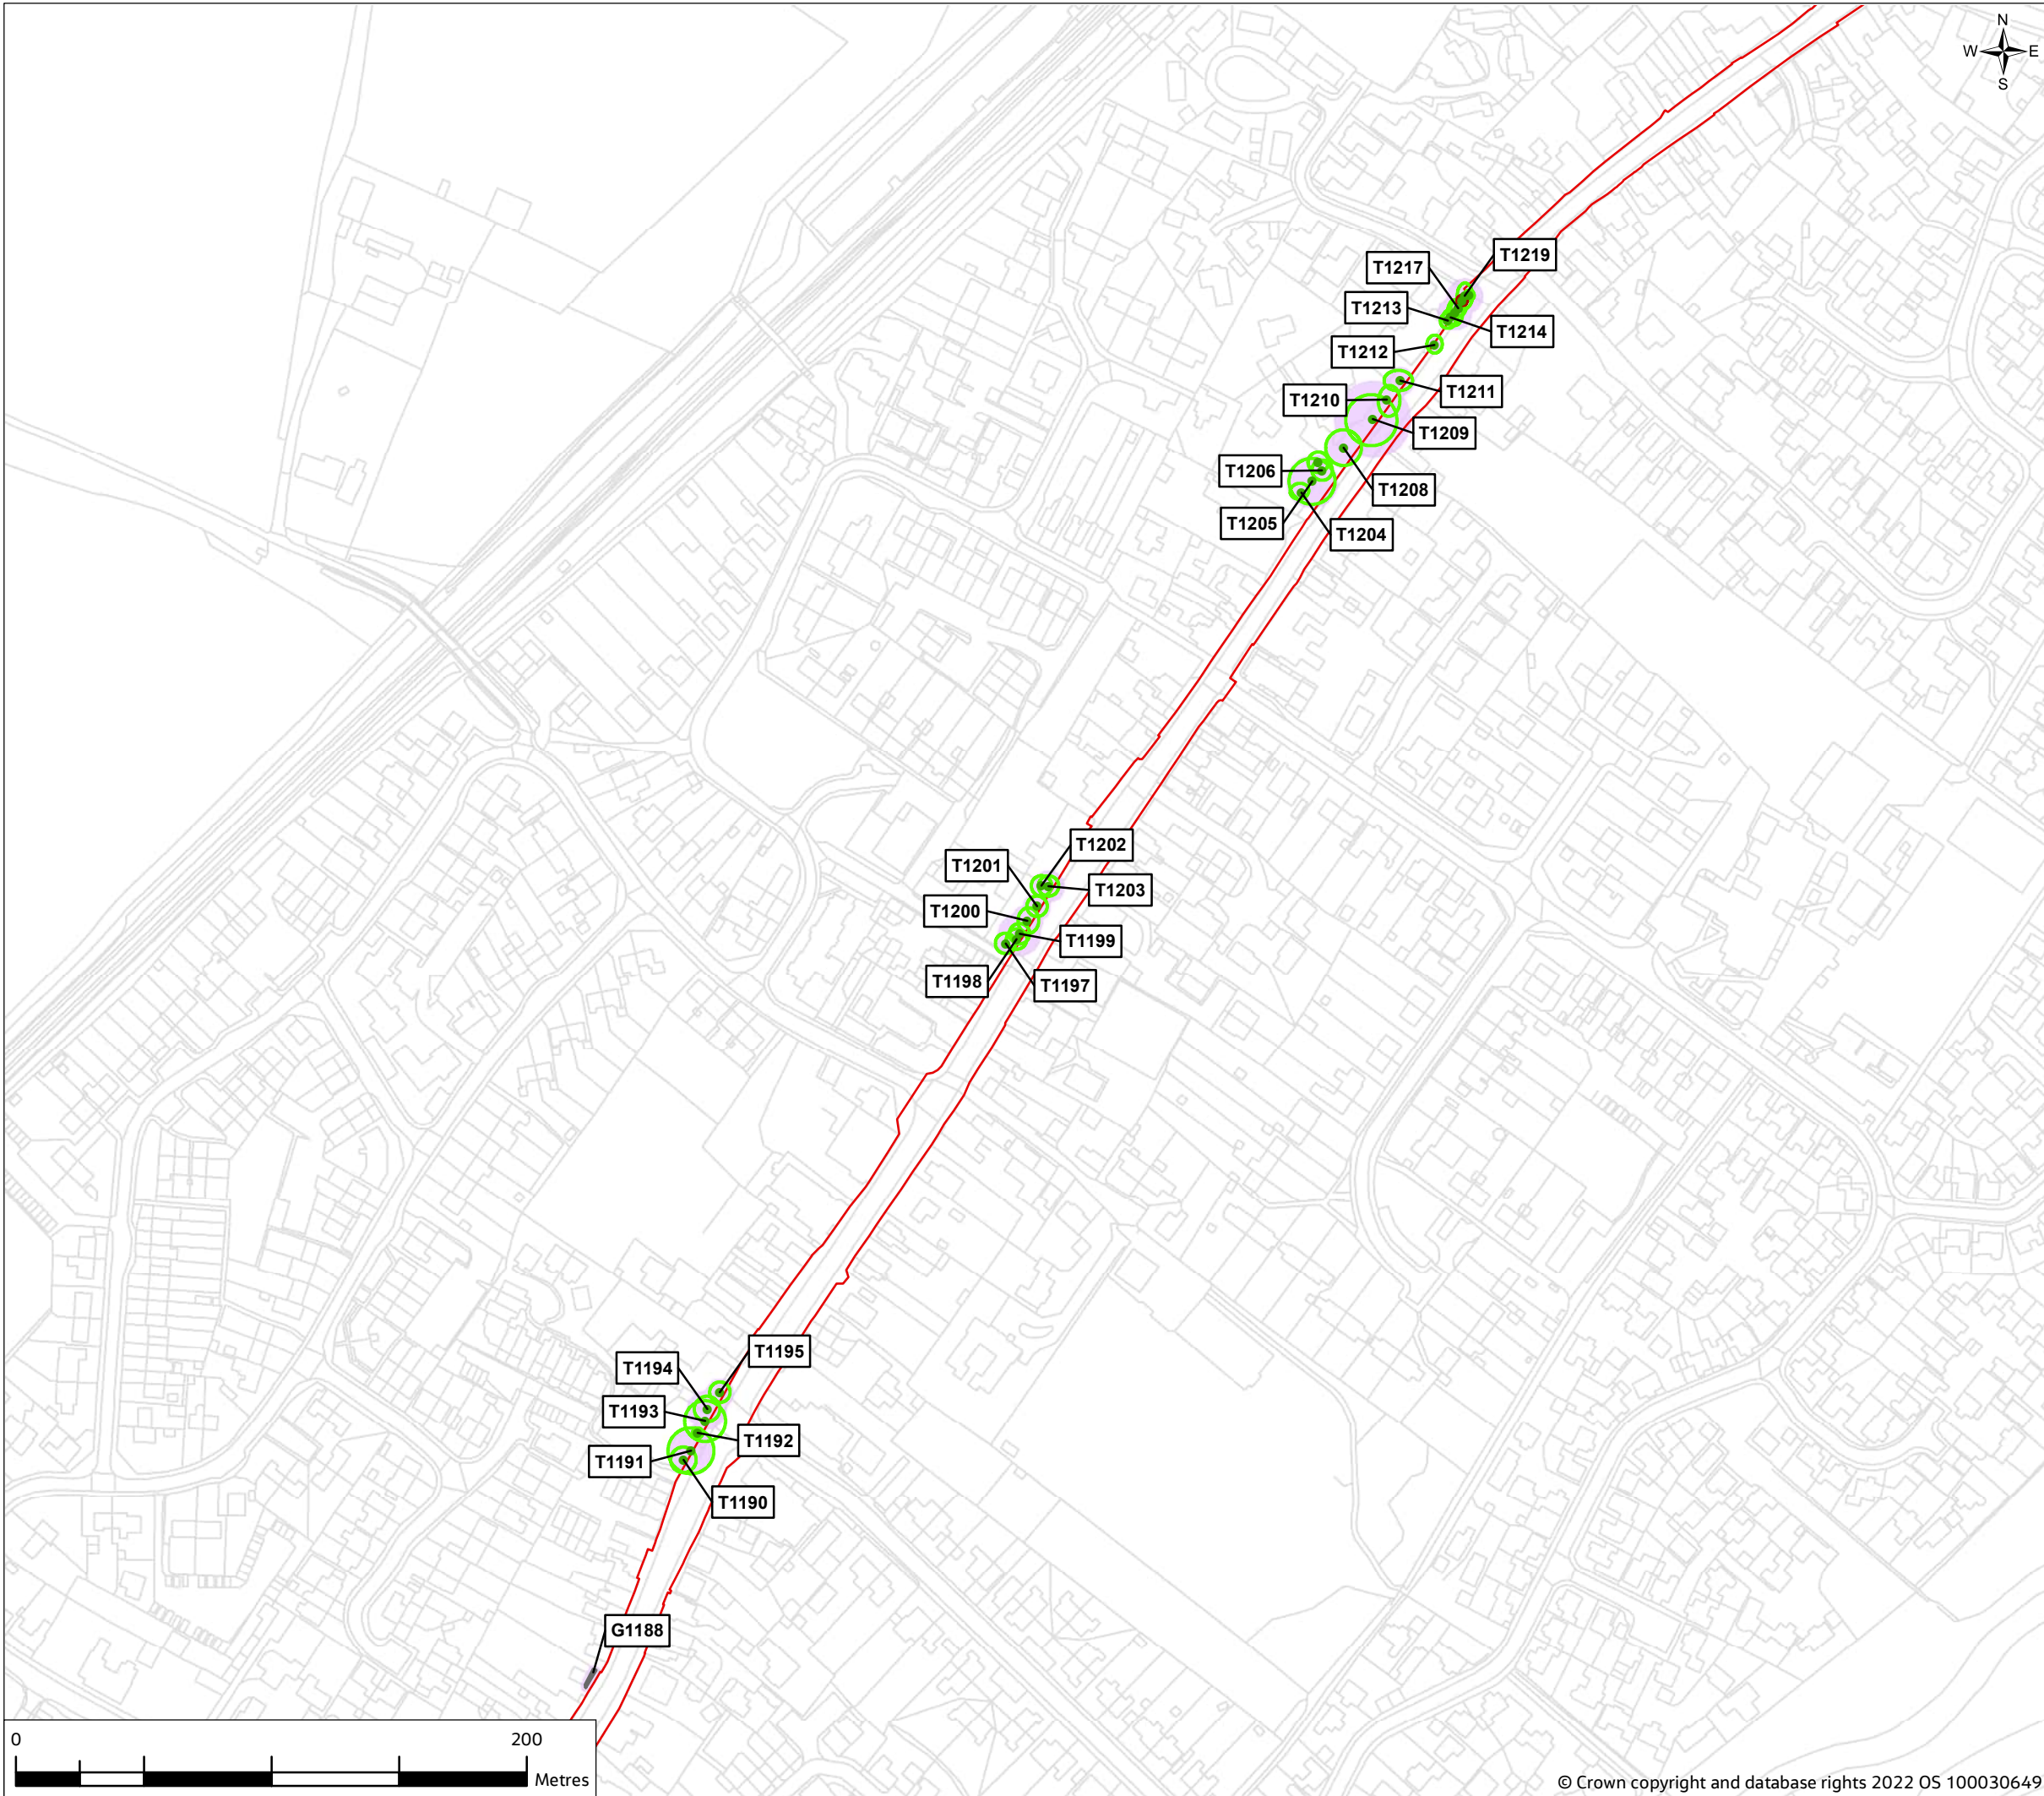 N
W E
S
T1219
T1217
T1213
T1214
T1212
T1211
T1210
T1209
T1206
T1208
T1205
T1204
T1202
T1201
T1203
T1200
T1199
T1198
T1197
T1195
T1194
T1193
T1192
T1191
T1190
G1188
0 200
Metres
© Crown copyright and database rights 2022 OS 100030649